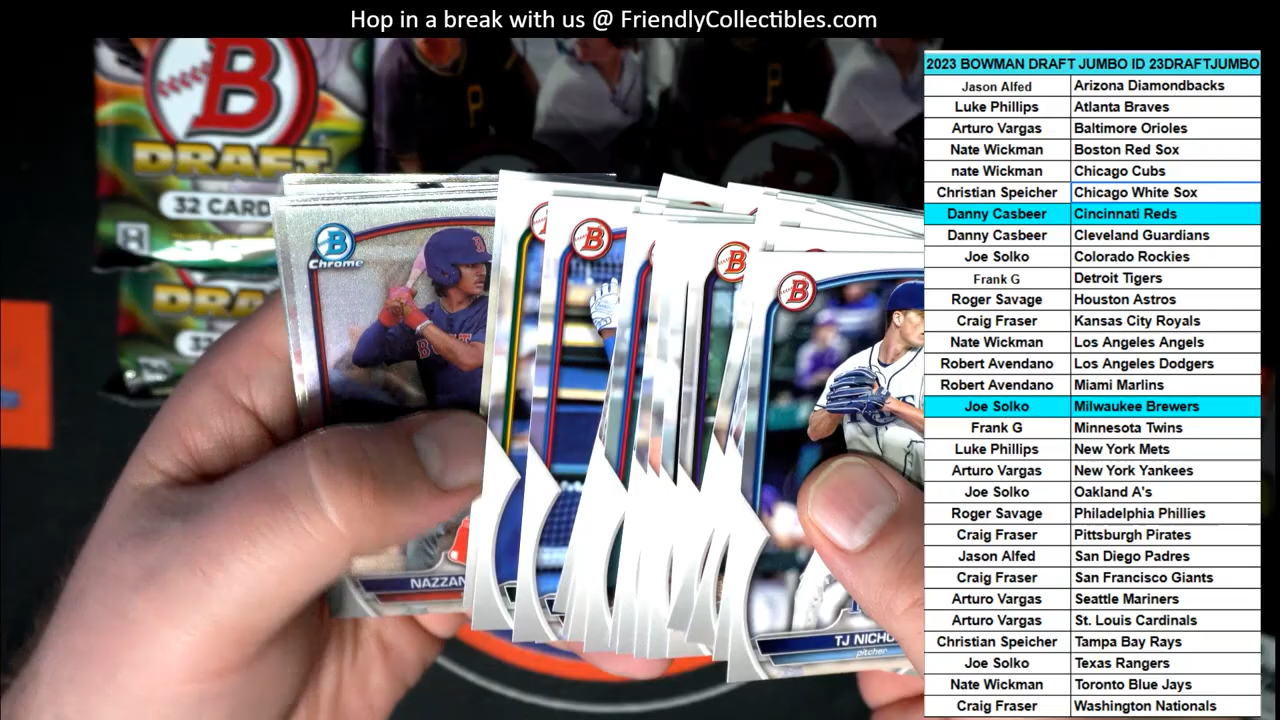 Hop in a break with us @ FriendlyCollectibles.com
2023 BOWMAN DRAFT JUMBO ID 23DRAFTJUMBO
Jason Alfed Arizona Diamondbacks
Luke Phillips Atlanta Braves
Arturo Vargas Baltimore Orioles
Nate Wickman Boston Red Sox
nate Wickman Chicago Cubs
Christian Speicher Chicago White Sox
Danny Casbeer Cincinnati Reds
Danny Casbeer Cleveland Guardians
Joe Solko Colorado Rockies
Frank G Detroit Tigers
Roger Savage Houston Astros
Craig Fraser Kansas City Royals
Nate Wickman Los Angeles Angels
Robert Avendano Los Angeles Dodgers
Robert Avendano Miami Marlins
Joe Solko Milwaukee Brewers
Frank G Minnesota Twins
Luke Phillips New York Mets
Arturo Vargas New York Yankees
Joe Solko Oakland A's
Roger Savage Philadelphia Phillies
Craig Fraser Pittsburgh Pirates
Jason Alfed San Diego Padres
Craig Fraser San Francisco Giants
Arturo Vargas Seattle Mariners
Arturo Vargas St. Louis Cardinals
Christian Speicher Tampa Bay Rays
Joe Solko Texas Rangers
Nate Wickman Toronto Blue Jays
Craig Fraser Washington Nationals
B
DRAFT
32 CARD
B
Chrome
B
B
B
P
P
NAZZAN
TJ NICHO
pitcher